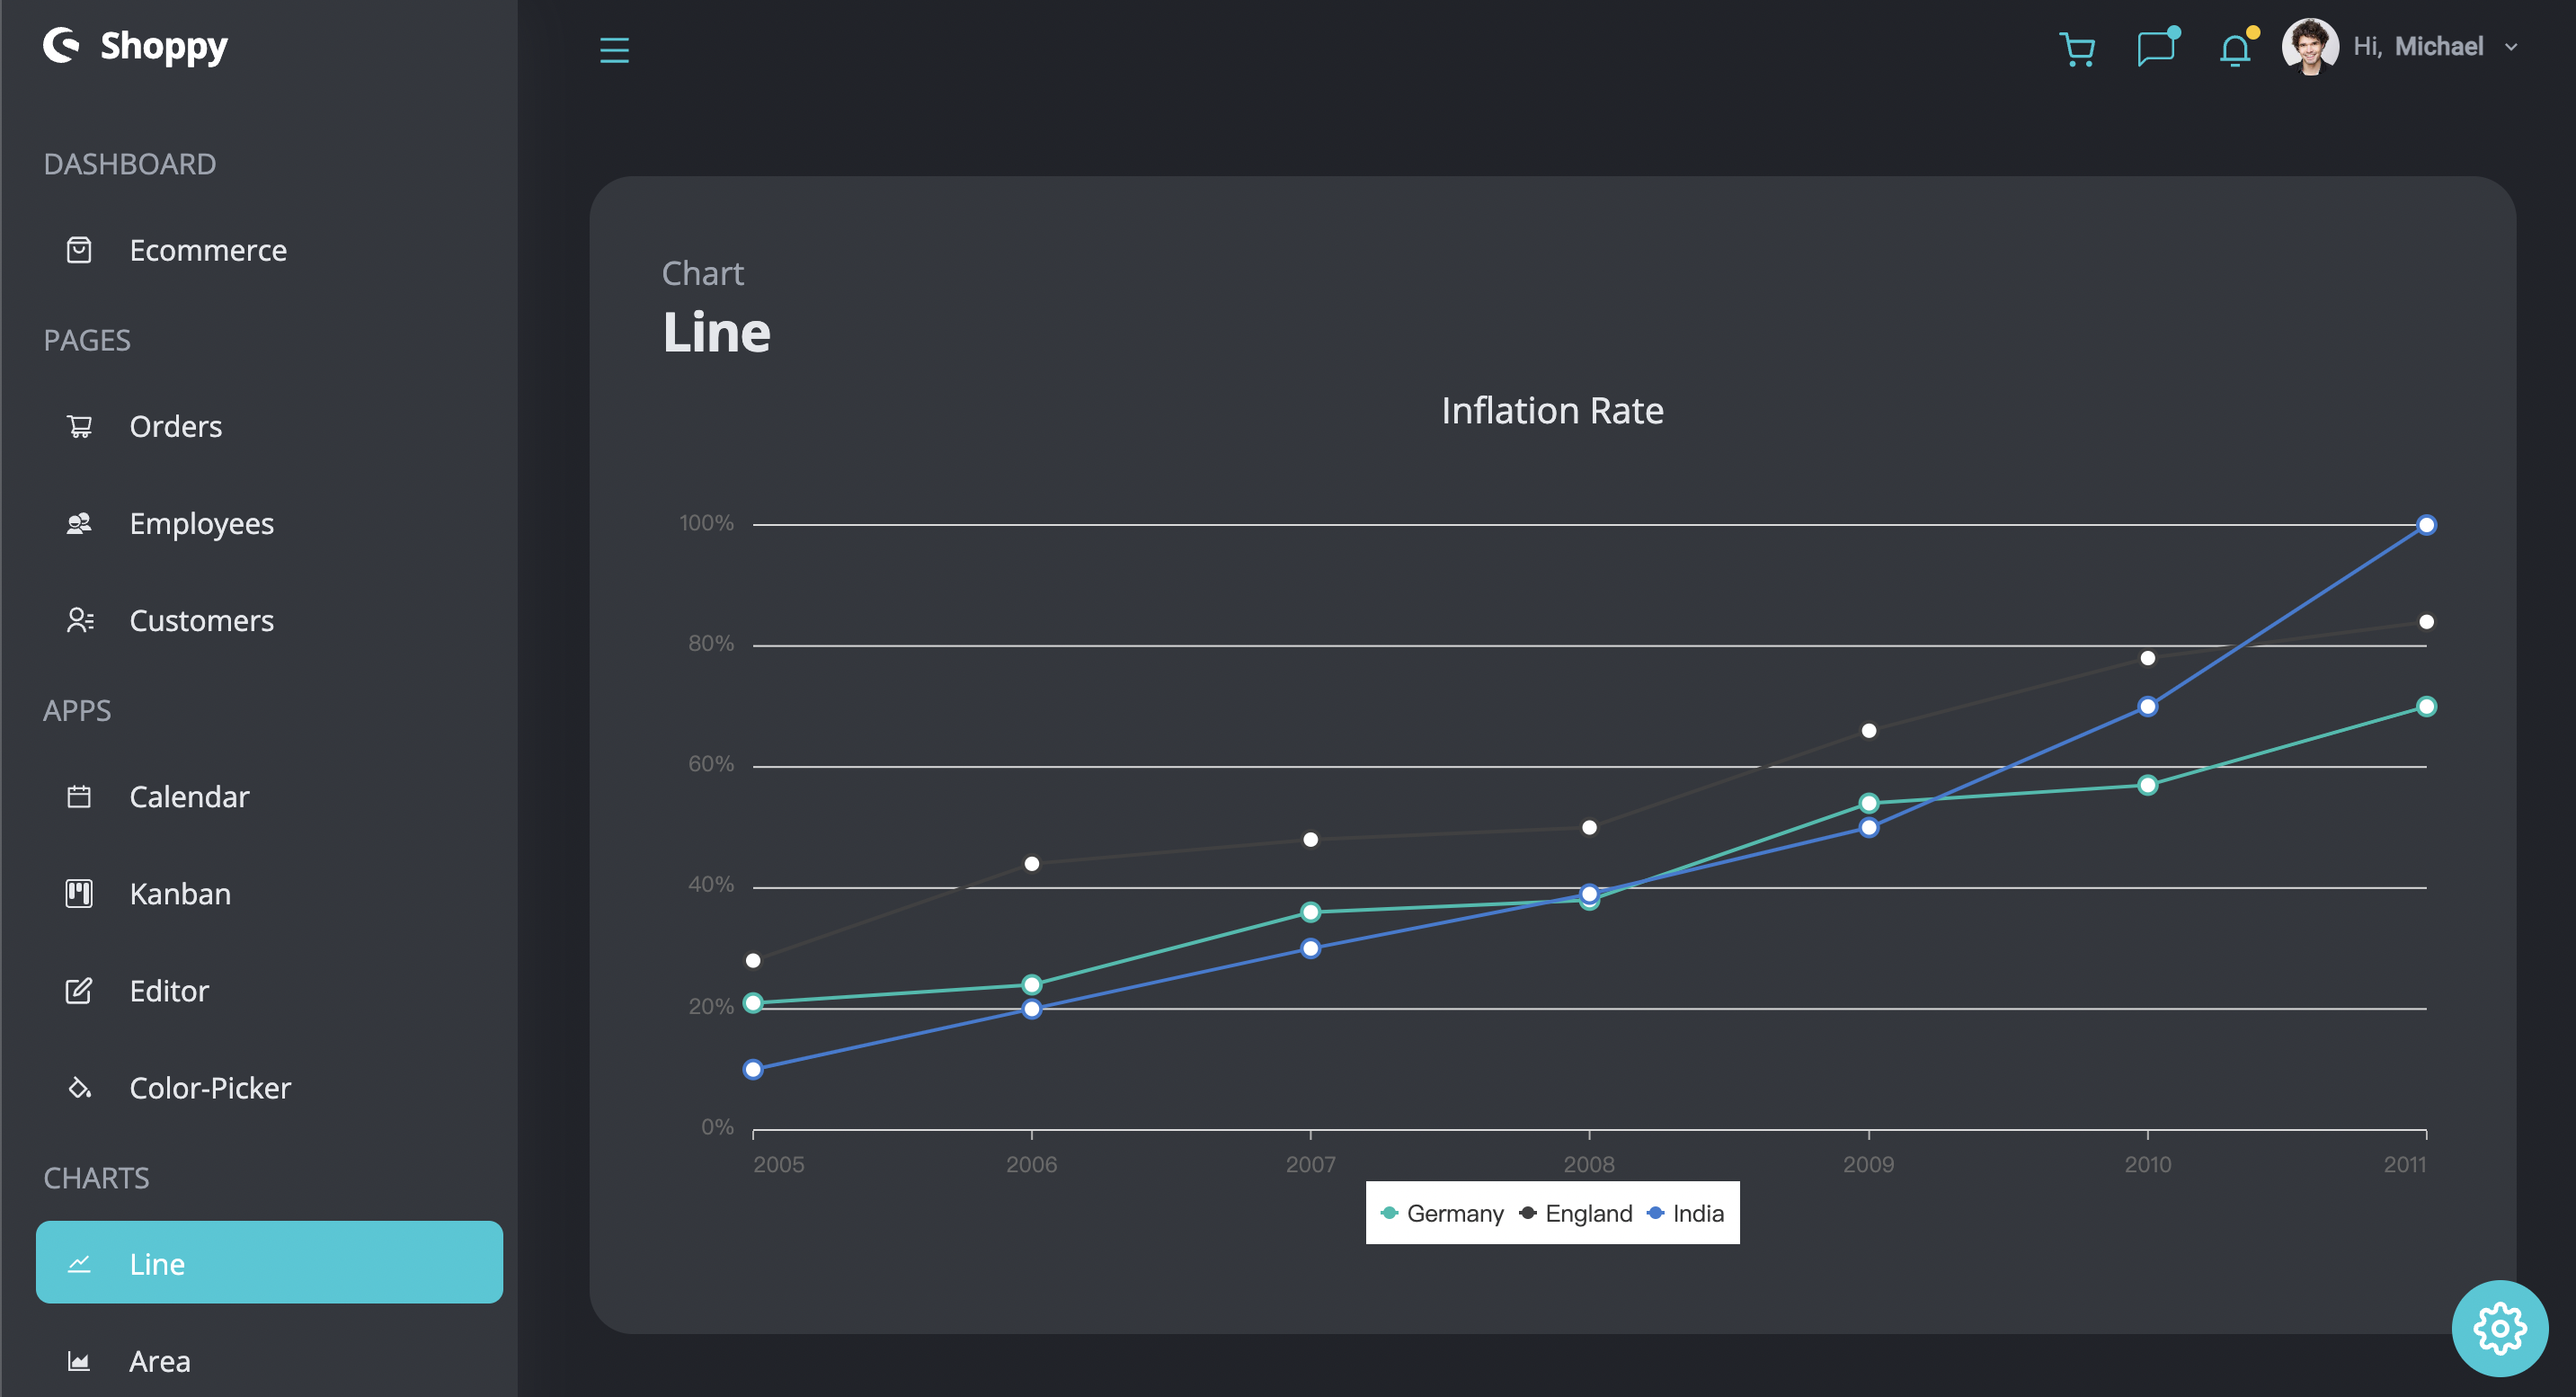 Shoppy
Hi, Michael
DASHBOARD
Ecommerce
PAGES
Orders
Employees
Customers
APPS
Calendar
Kanban
Editor
Color-Picker
CHARTS
Line
Area
Chart
Line
Inflation Rate
100%
80%
60%
40%
20%
0%
2005 2006 2007 2008 2009 2010 2011
Germany England India